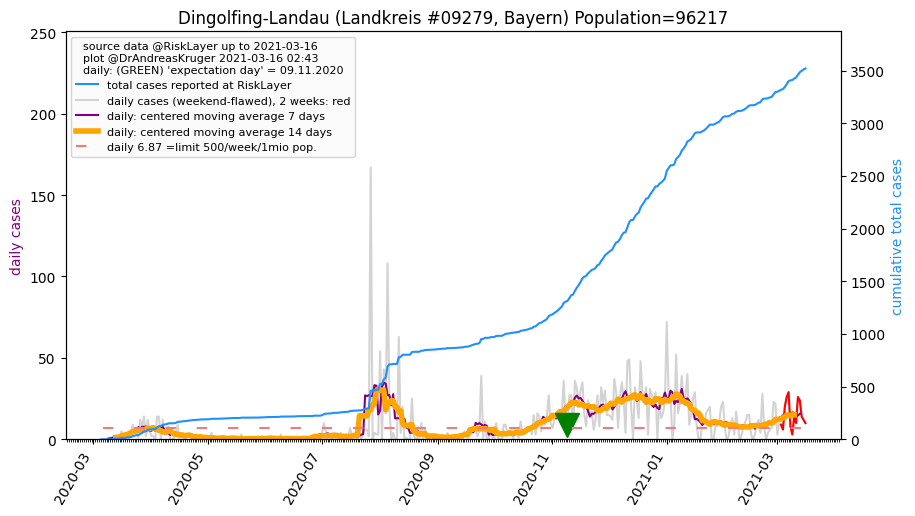 Dingolfing-Landau (Landkreis #09279, Bayern) Population=96217
source data @RiskLayer up to 2021-03-16
plot @DrAndreasKruger 2021-03-16 02:43
daily: (GREEN) 'expectation day' = 09.11.2020
total cases reported at RiskLayer
daily cases (weekend-flawed), 2 weeks: red
daily: centered moving average 7 days
daily: centered moving average 14 days
daily 6.87 =limit 500/week/1mio pop.
daily cases
250
200
150
100
50
0
cumulative total cases
3500
3000
2500
2000
1500
1000
500
0
2020-03
2020-05
2020-07
2020-09
2020-11
2021-01
2021-03